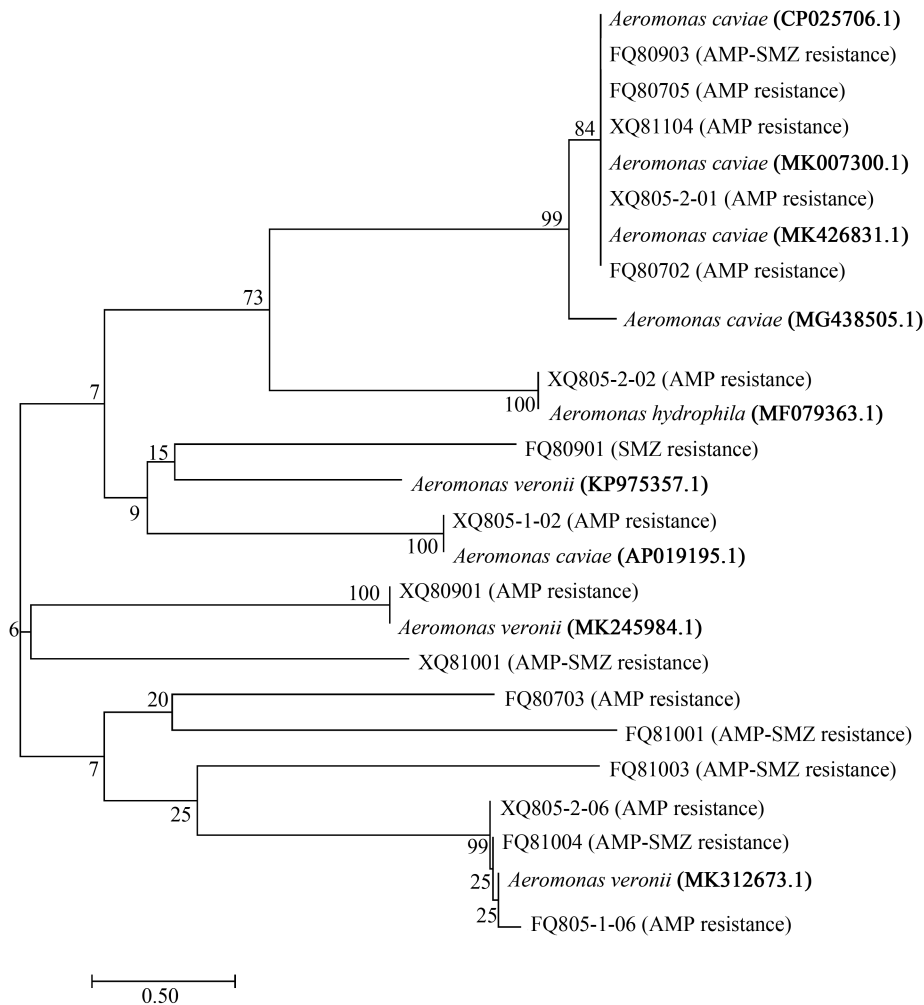 Aeromonas caviae (CP025706.1)
FQ80903 (AMP-SMZ resistance)
FQ80705 (AMP resistance)
84
XQ81104 (AMP resistance)
Aeromonas caviae (MK007300.1)
XQ805-2-01 (AMP resistance)
99
Aeromonas caviae (MK426831.1)
FQ80702 (AMP resistance)
73
Aeromonas caviae (MG438505.1)
XQ805-2-02 (AMP resistance)
7
100
Aeromonas hydrophila (MF079363.1)
15
FQ80901 (SMZ resistance)
Aeromonas veronii (KP975357.1)
9
XQ805-1-02 (AMP resistance)
100
Aeromonas caviae (AP019195.1)
100
XQ80901 (AMP resistance)
6
Aeromonas veronii (MK245984.1)
XQ81001 (AMP-SMZ resistance)
20
FQ80703 (AMP resistance)
FQ81001 (AMP-SMZ resistance)
7
FQ81003 (AMP-SMZ resistance)
25
XQ805-2-06 (AMP resistance)
99
FQ81004 (AMP-SMZ resistance)
25
Aeromonas veronii (MK312673.1)
25
FQ805-1-06 (AMP resistance)
0.50